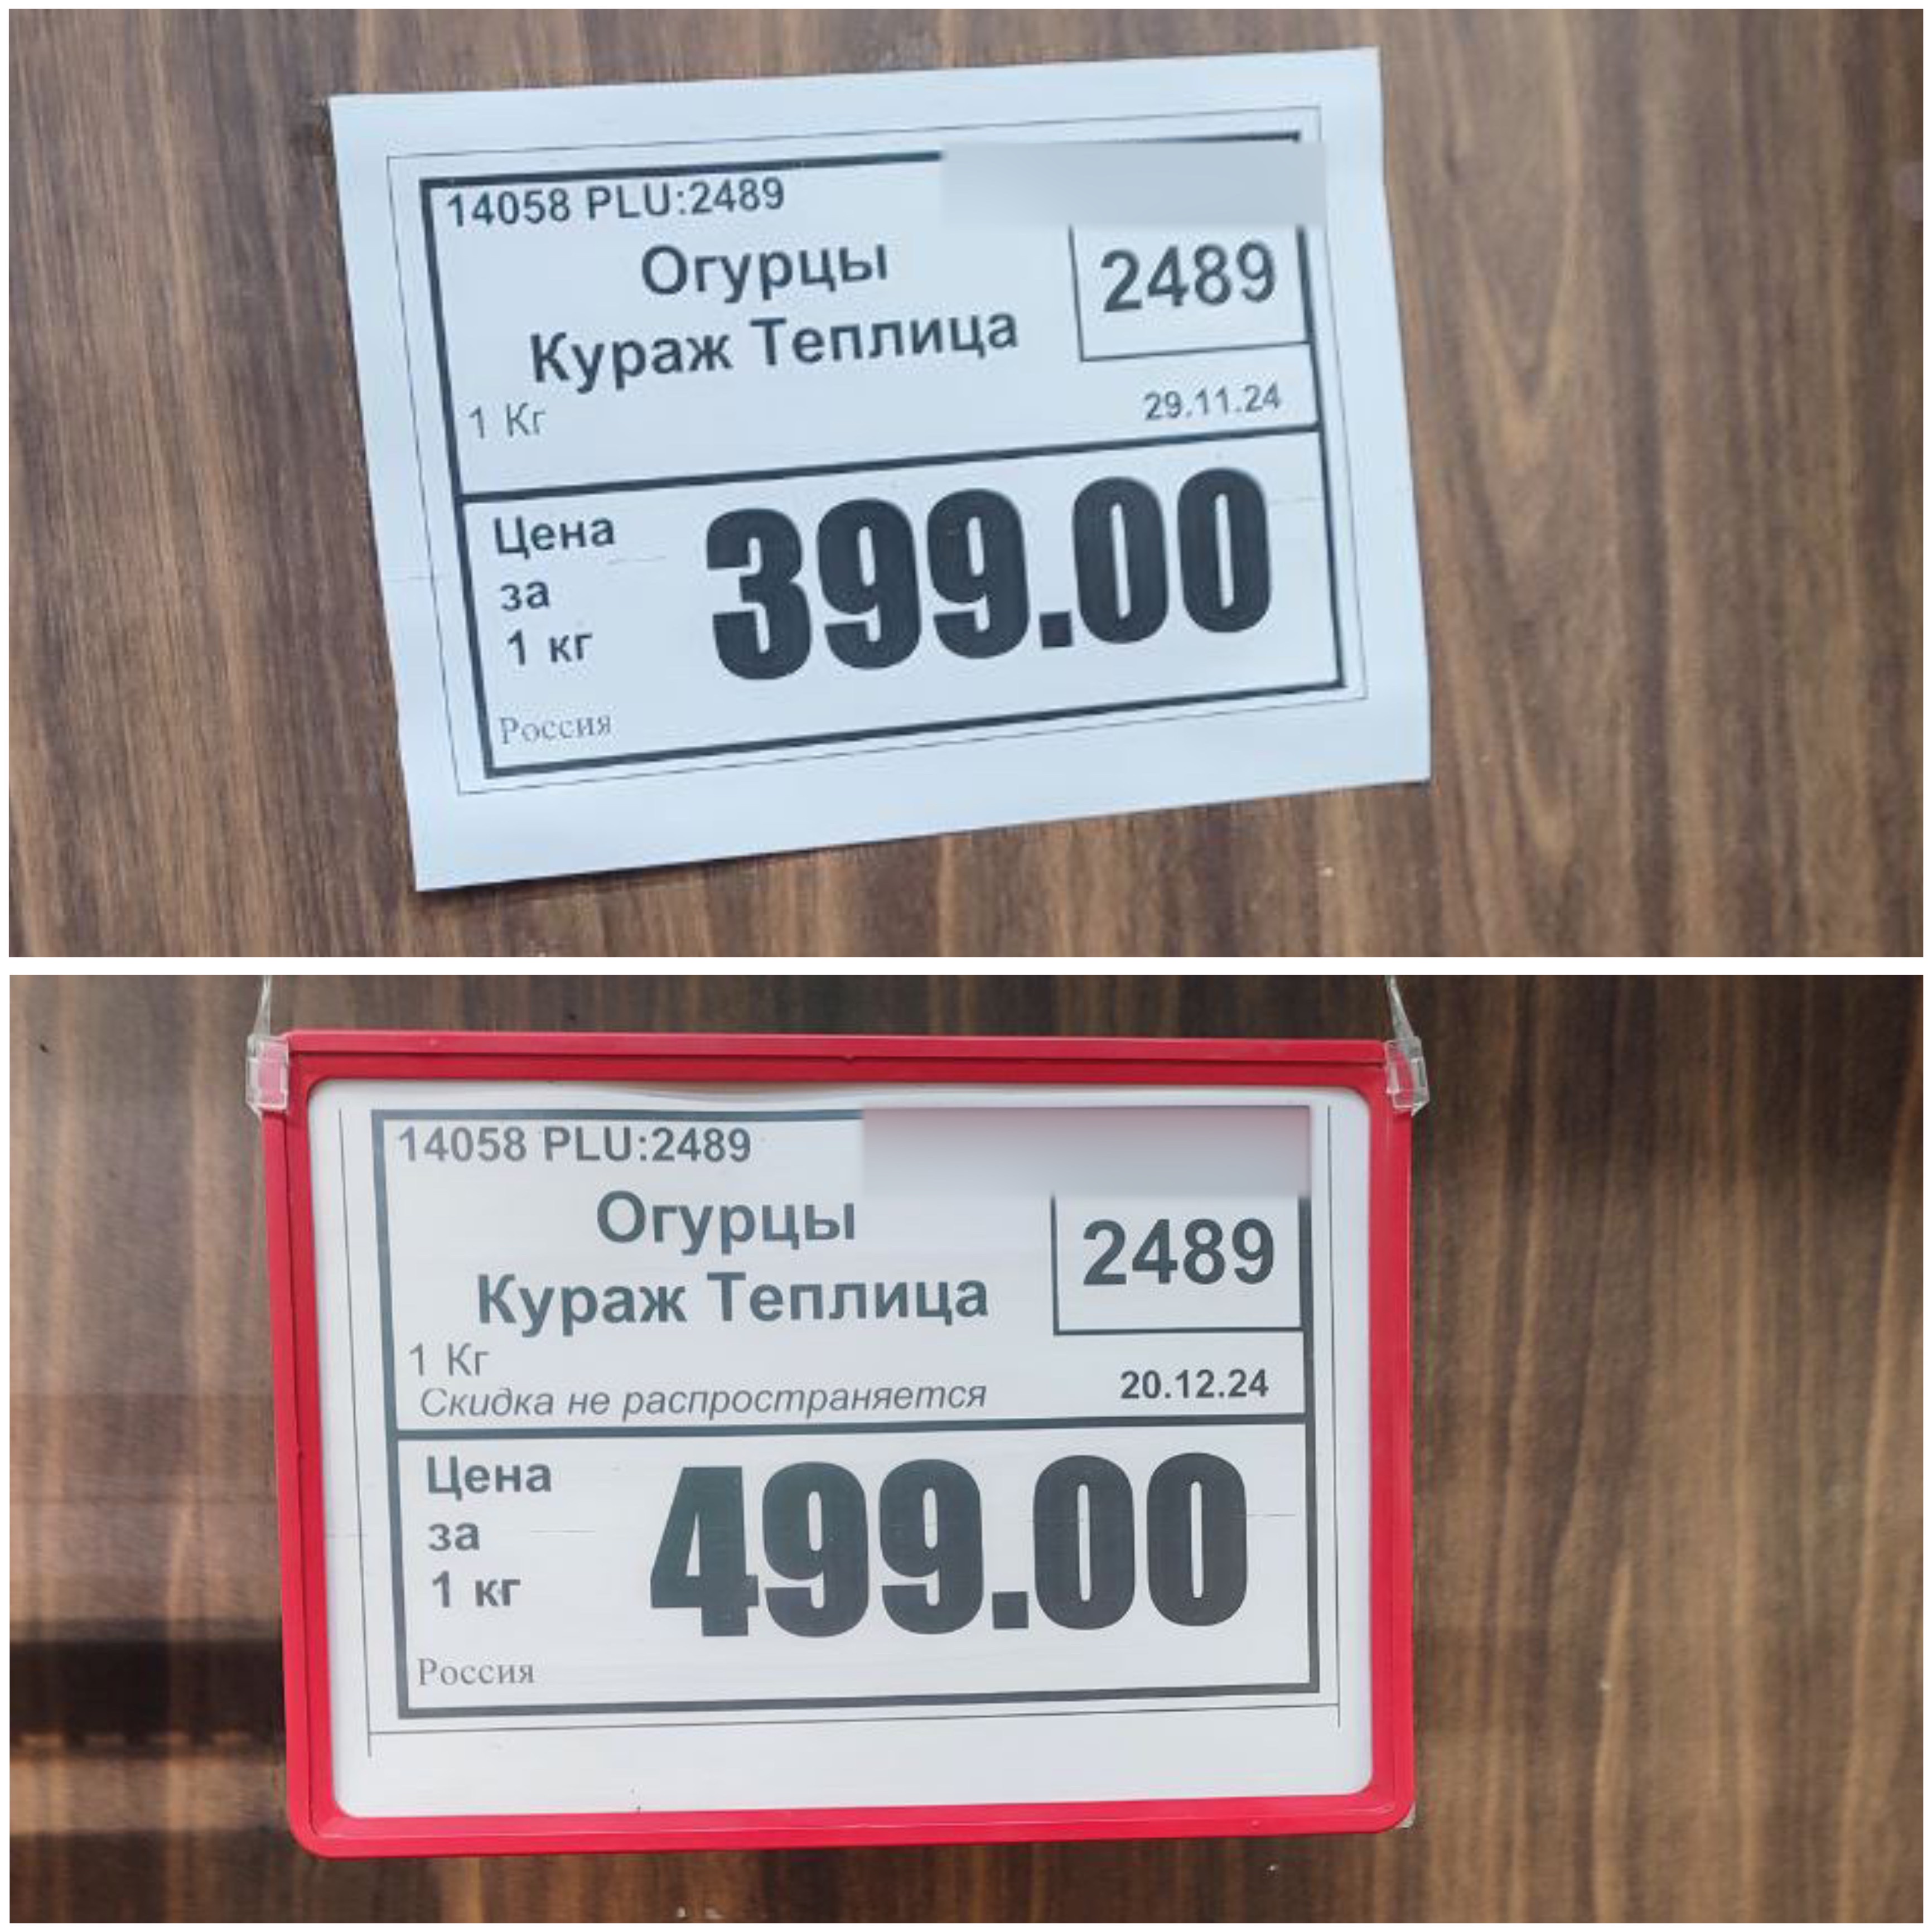 14058 PLU:2489
Огурцы
Кураж Теплица
2489
1 Кг
29.11.24
Цена
за
1 кг
399.00
Россия
14058 PLU:2489
Огурцы
Кураж Теплица
2489
1 Кг
Скидка не распространяется
20.12.24
Цена
за
1 кг
499.00
Россия